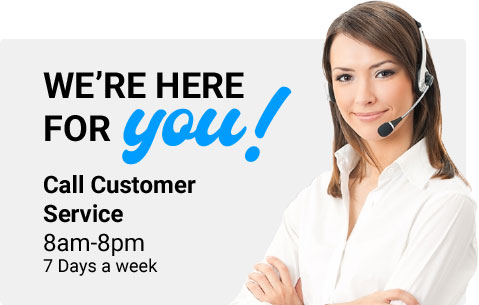 WE’RE HERE
FOR you!
Call Customer
Service
8am-8pm
7 Days a week